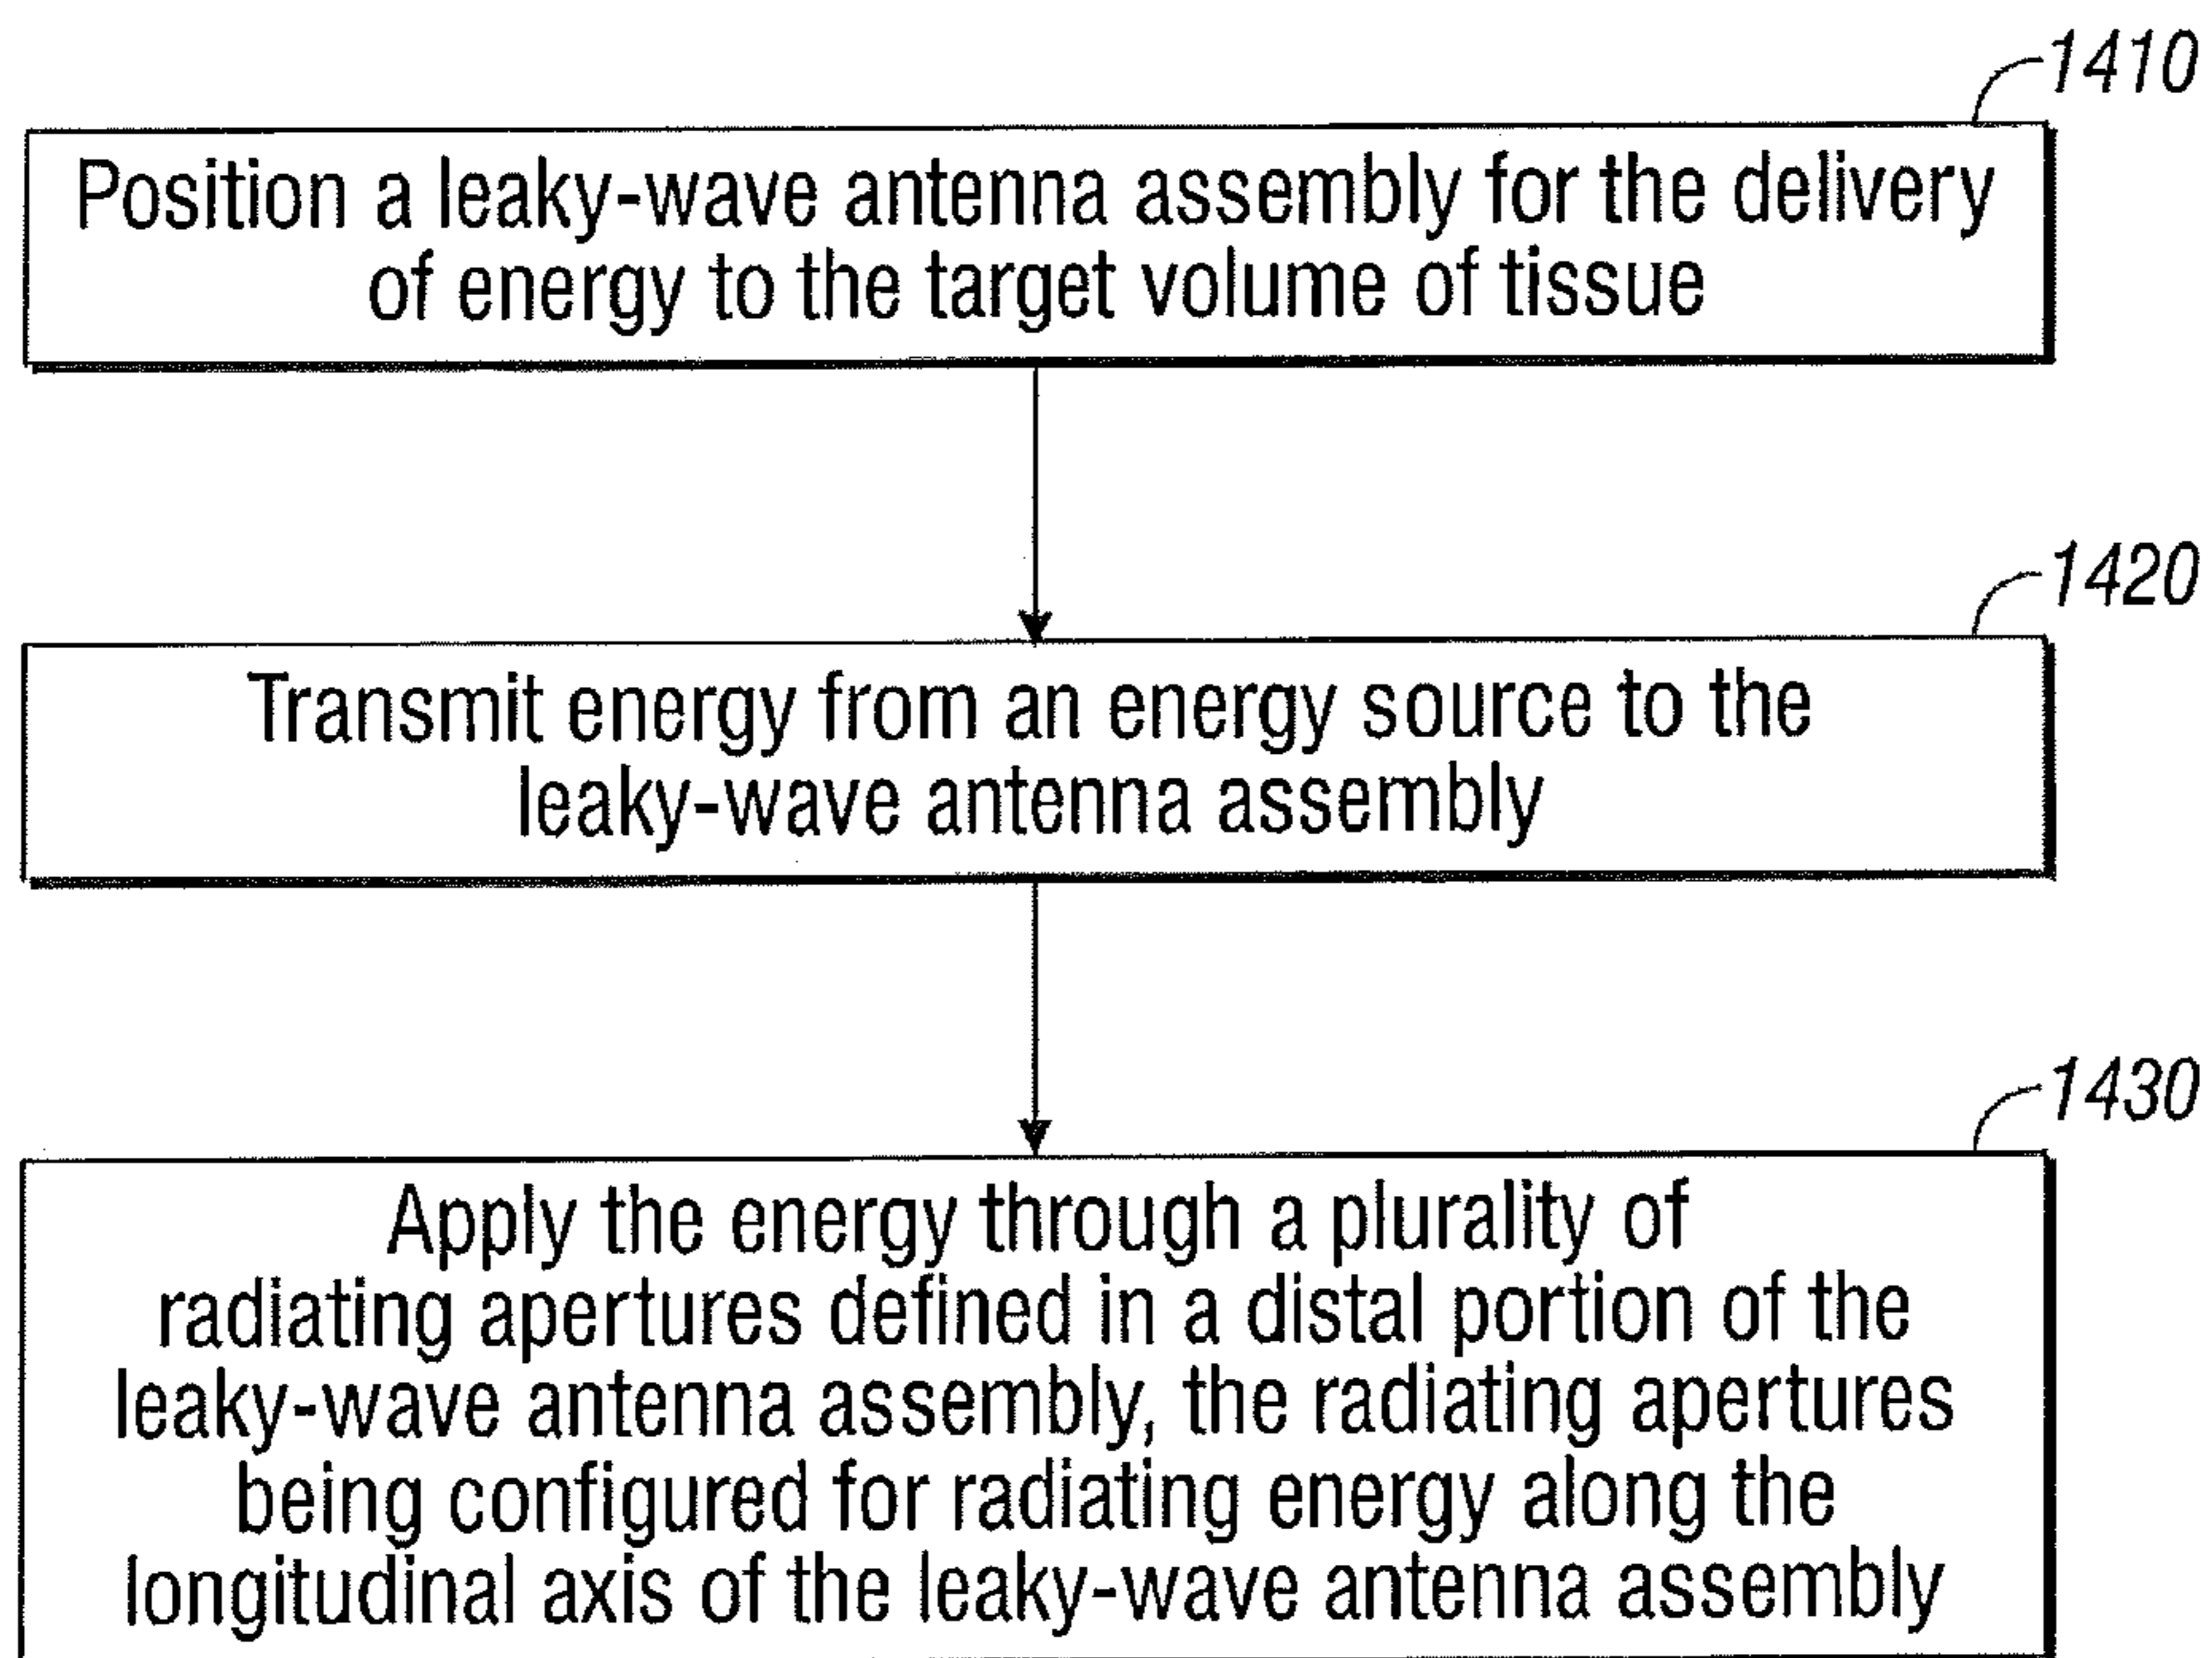 1410
Position a leaky-wave antenna assembly for the delivery
of energy to the target volume of tissue
1420
Transmit energy from an energy source to the
leaky-wave antenna assembly
1430
Apply the energy through a plurality of
radiating apertures defined in a distal portion of the
leaky-wave antenna assembly, the radiating apertures
being configured for radiating energy along the
longitudinal axis of the leaky-wave antenna assembly